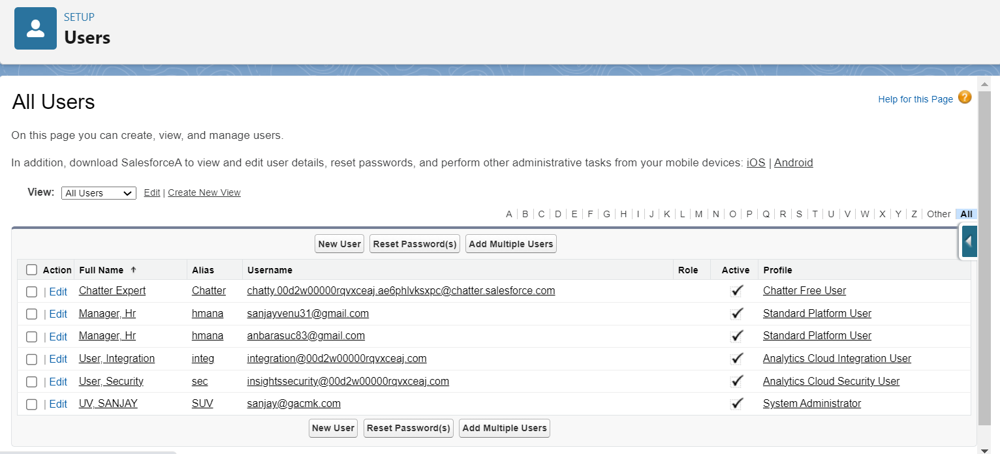 SETUP
Users
All Users
Help for this Page ?
On this page you can create, view, and manage users.
In addition, download SalesforceA to view and edit user details, reset passwords, and perform other administrative tasks from your mobile devices: iOS | Android
View: All Users Edit | Create New View
A B C D E F G H I J K L M N O P Q R S T U V W X Y Z Other All
New User Reset Password(s) Add Multiple Users
Action Full Name ↑ Alias Username Role Active Profile
| Edit Chatter Expert Chatter chatty.00d2w00000rqvxceaj.ae6phlvksxpc@chatter.salesforce.com Chatter Free User
| Edit Manager, Hr hmana sanjayvenu31@gmail.com Standard Platform User
| Edit Manager, Hr hmana anbarasuc83@gmail.com Standard Platform User
| Edit User, Integration integ integration@00d2w00000rqvxceaj.com Analytics Cloud Integration User
| Edit User, Security sec insightssecurity@00d2w00000rqvxceaj.com Analytics Cloud Security User
| Edit UV, SANJAY SUV sanjay@gacmk.com System Administrator
New User Reset Password(s) Add Multiple Users